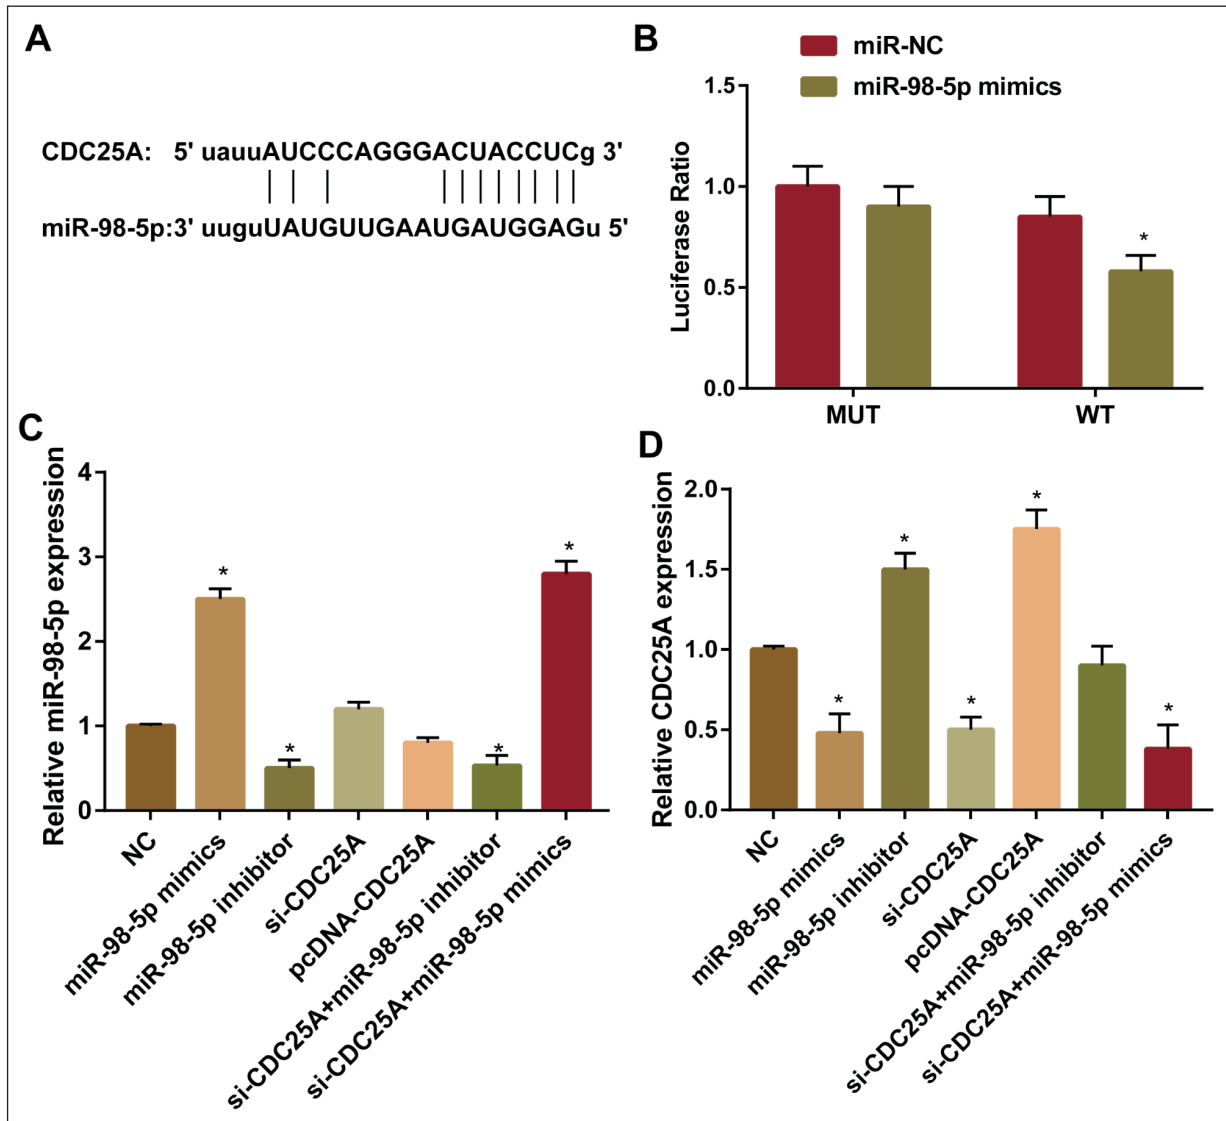 A
CDC25A: 5' uauuAUCCCAGGGACUACCUCg 3'
miR-98-5p:3' uuguUAUGUUGAAUGAUGGAGu 5'
B
miR-NC
miR-98-5p mimics
Luciferase Ratio
1.5
1.0
0.5
0.0
*
MUT
WT
C
Relative miR-98-5p expression
4
3
2
1
0
*
*
*
*
NC
miR-98-5p mimics
miR-98-5p inhibitor
si-CDC25A
pcDNA-CDC25A
si-CDC25A+miR-98-5p inhibitor
si-CDC25A+miR-98-5p mimics
D
Relative CDC25A expression
2.0
1.5
1.0
0.5
0.0
*
*
*
*
*
NC
miR-98-5p mimics
miR-98-5p inhibitor
si-CDC25A
pcDNA-CDC25A
si-CDC25A+miR-98-5p inhibitor
si-CDC25A+miR-98-5p mimics